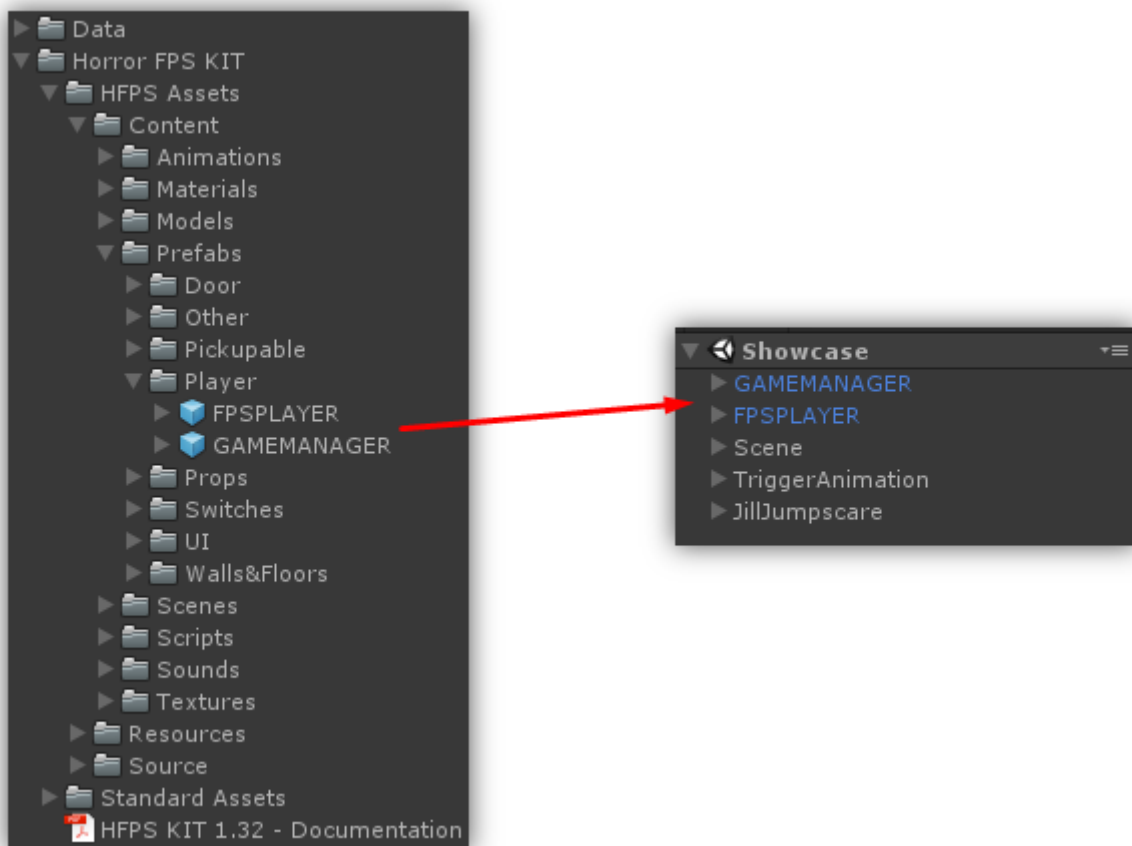 Data
Horror FPS KIT
HFPS Assets
Content
Animations
Materials
Models
Prefabs
Door
Other
Pickupable
Player
FPSPLAYER
GAMEMANAGER
Props
Switches
UI
Walls&Floors
Scenes
Scripts
Sounds
Textures
Resources
Source
Standard Assets
HFPS KIT 1.32 - Documentation
Showcase
GAMEMANAGER
FPSPLAYER
Scene
TriggerAnimation
JillJumpscare